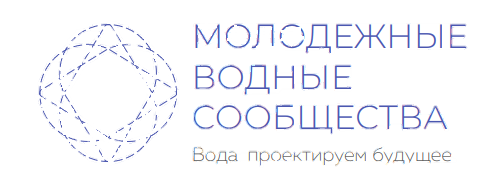 МОЛОДЕЖНЫЕ
ВОДНЫЕ
СООБЩЕСТВА
Вода проектируем будущее